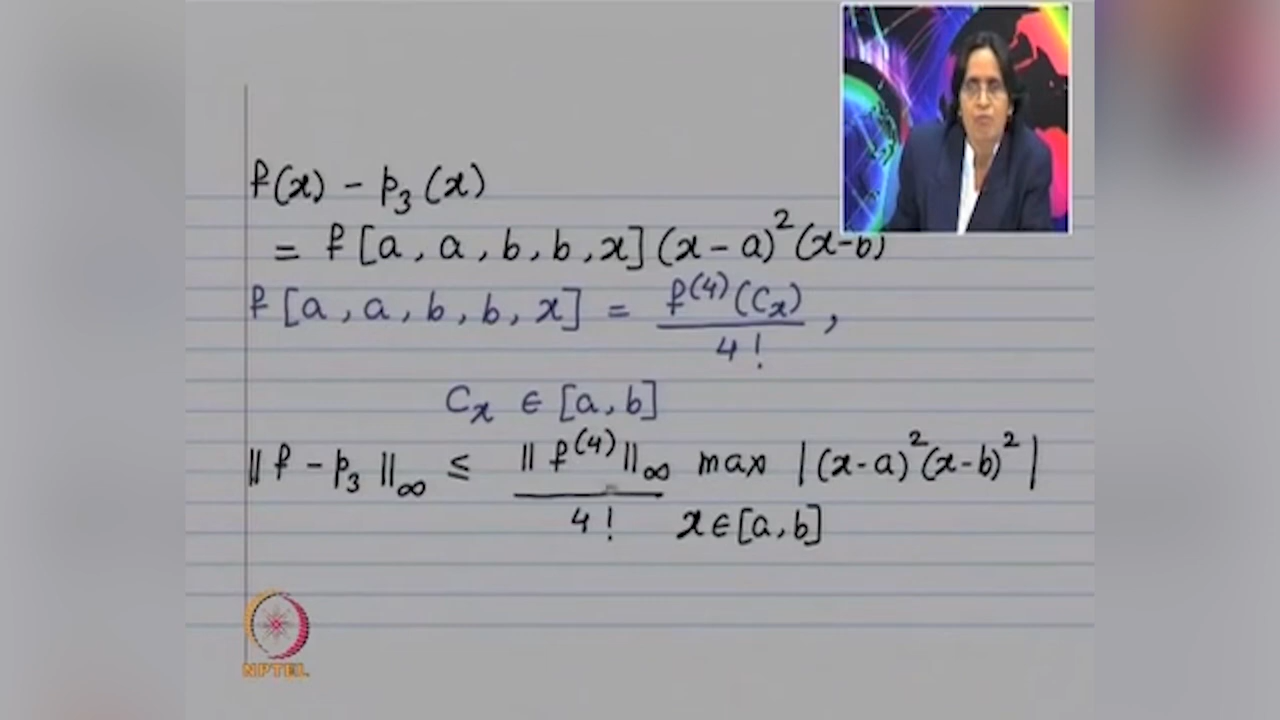 f(x) - p₃(x)
= f[a, a, b, b, x](x-a)²(x-b)
f[a, a, b, b, x] = f⁽⁴⁾(Cₓ) / 4!,
Cₓ ∈ [a, b]
||f - p₃||∞ ≤ ||f⁽⁴⁾||∞ / 4! max |(x-a)²(x-b)²|
x∈[a, b]
NPTEL